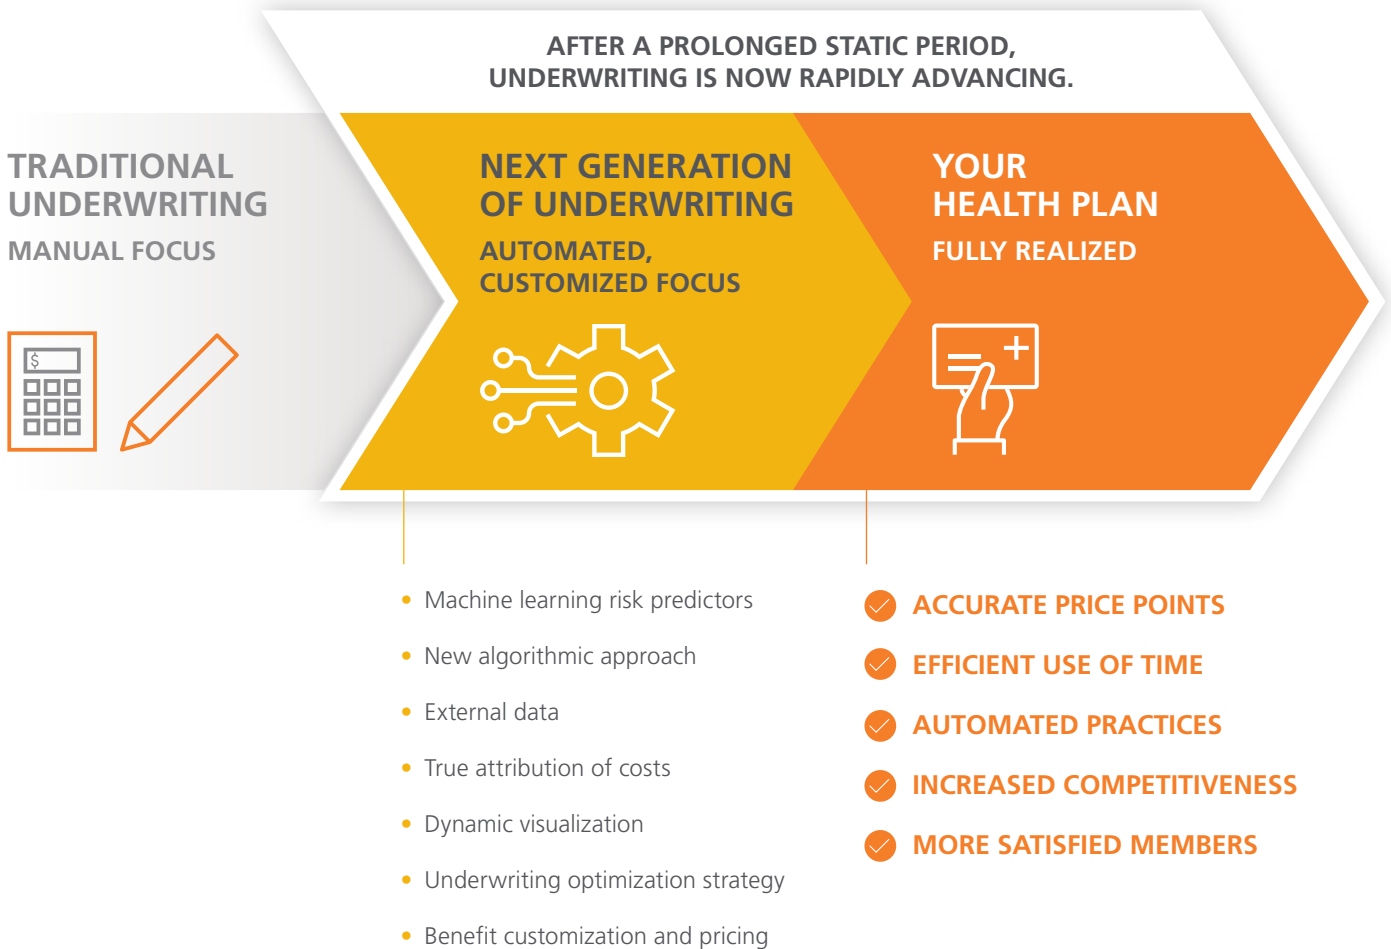 AFTER A PROLONGED STATIC PERIOD,
UNDERWRITING IS NOW RAPIDLY ADVANCING.
TRADITIONAL
UNDERWRITING
MANUAL FOCUS
$
NEXT GENERATION
OF UNDERWRITING
AUTOMATED,
CUSTOMIZED FOCUS
YOUR
HEALTH PLAN
FULLY REALIZED
• Machine learning risk predictors
• New algorithmic approach
• External data
• True attribution of costs
• Dynamic visualization
• Underwriting optimization strategy
• Benefit customization and pricing
ACCURATE PRICE POINTS
EFFICIENT USE OF TIME
AUTOMATED PRACTICES
INCREASED COMPETITIVENESS
MORE SATISFIED MEMBERS